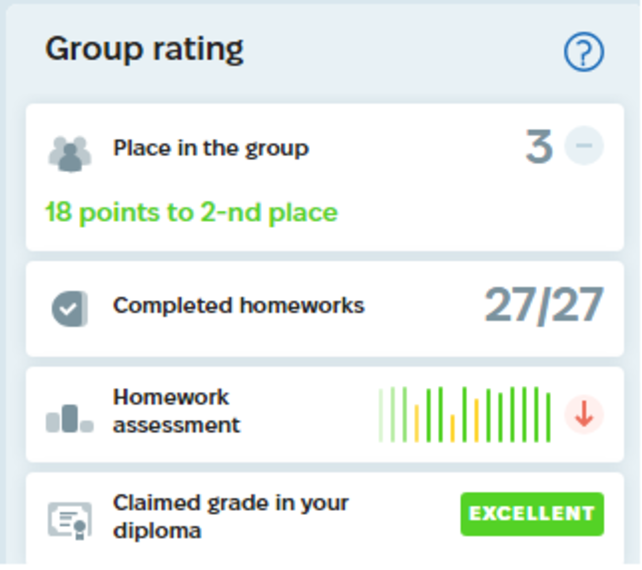 Group rating
Place in the group
3
18 points to 2-nd place
Completed homeworks
27/27
Homework
assessment
Claimed grade in your
diploma
EXCELLENT